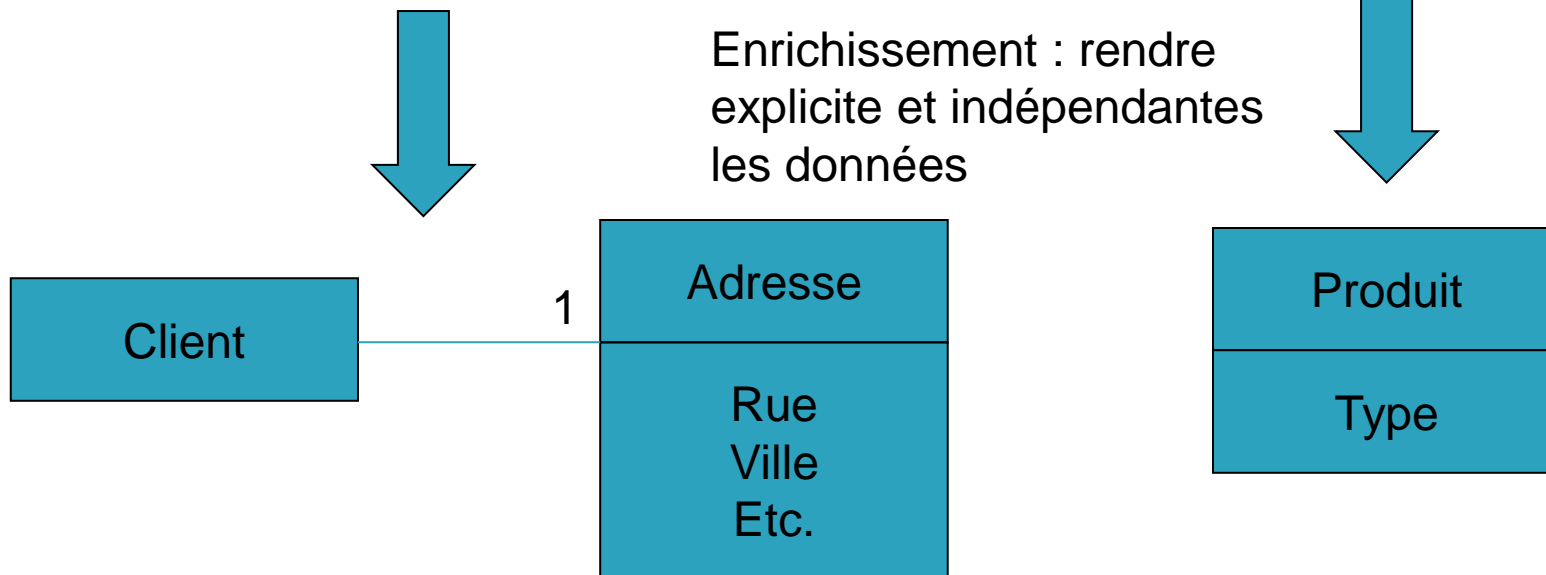 Enrichissement : rendre
explicite et indépendantes
les données
Client
1
Adresse
Rue
Ville
Etc.
Produit
Type